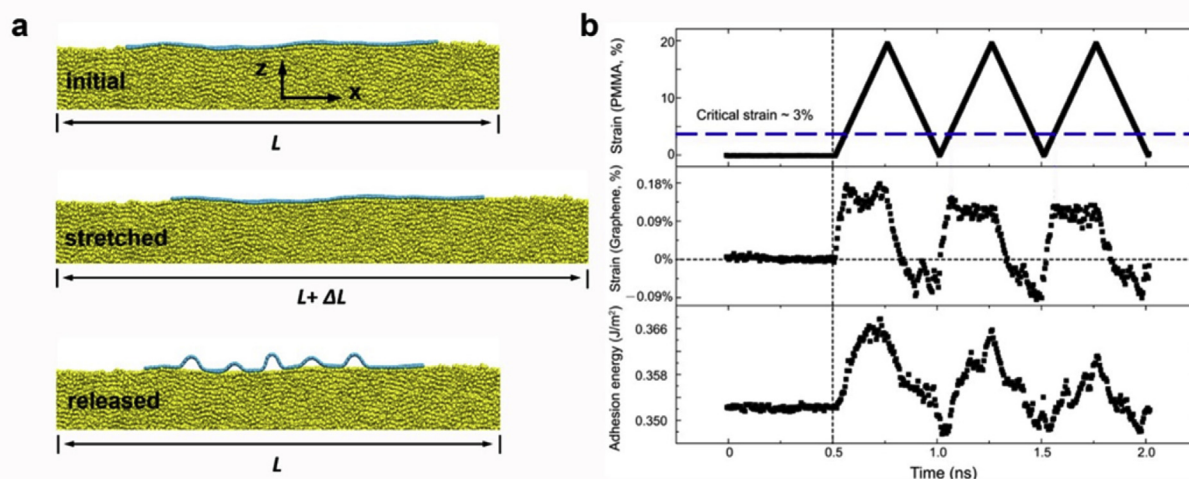 a
initial
z
x
L
stretched
L+ ΔL
released
L
b
Strain (PMMA, %)
20
10
0
Critical strain ~ 3%
Strain (Graphene, %)
0.18%
0.09%
0%
−0.09%
Adhesion energy (J/m²)
0.366
0.358
0.350
0 0.5 1.0 1.5 2.0
Time (ns)